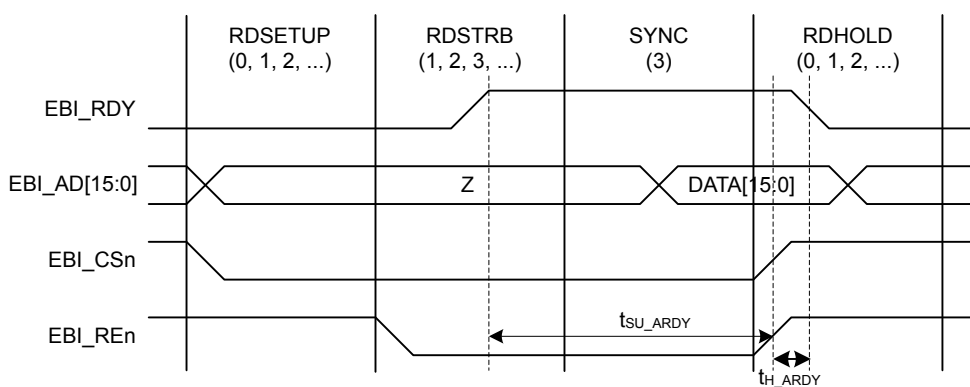 RDSETUP RDSTRB SYNC RDHOLD
(0, 1, 2, ...) (1, 2, 3, ...) (3) (0, 1, 2, ...)
EBI_RDY
EBI_AD[15:0] Z DATA[15:0]
EBI_CSn
EBI_REn tSU_ARDY
tH_ARDY